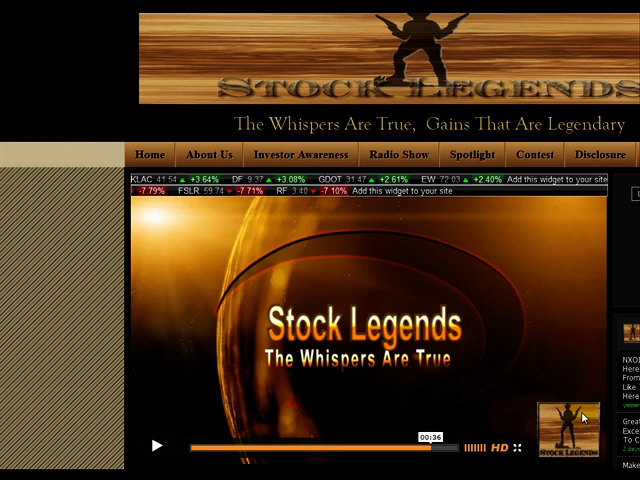 STOCK LEGENDS
The Whispers Are True, Gains That Are Legendary
Home About Us Investor Awareness Radio Show Spotlight Contest Disclosure
KLAC 41.54 +3.64% DF 9.37 +3.08% GDOT 31.47 +2.61% EW 72.03 +2.40% Add this widget to your site
-7.79% FSLR 59.74 -7.71% RF 3.40 -7.10% Add this widget to your site
Stock Legends
The Whispers Are True
NXOI
Here
From
Like
Here
Great
Exce
To C
2 days
Make
00:36
HD
STOCK LEGENDS